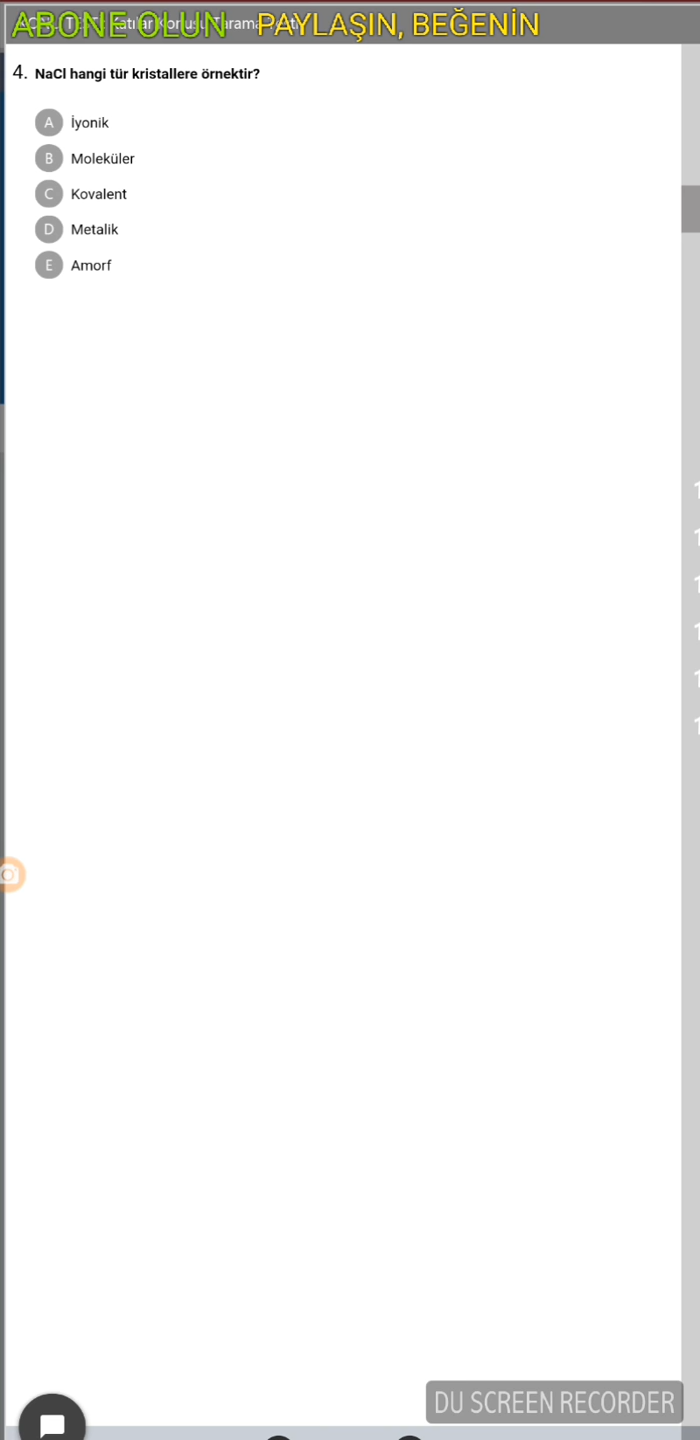 ABONE OLUN PAYLAŞIN, BEĞENİN
4. NaCl hangi tür kristallere örnektir?
A İyonik
B Moleküler
C Kovalent
D Metalik
E Amorf
DU SCREEN RECORDER